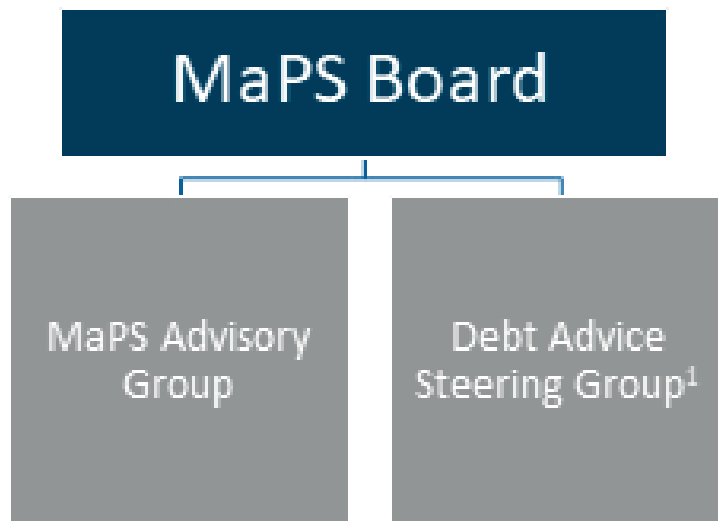 MaPS Board
MaPS Advisory
Group
Debt Advice
Steering Group¹